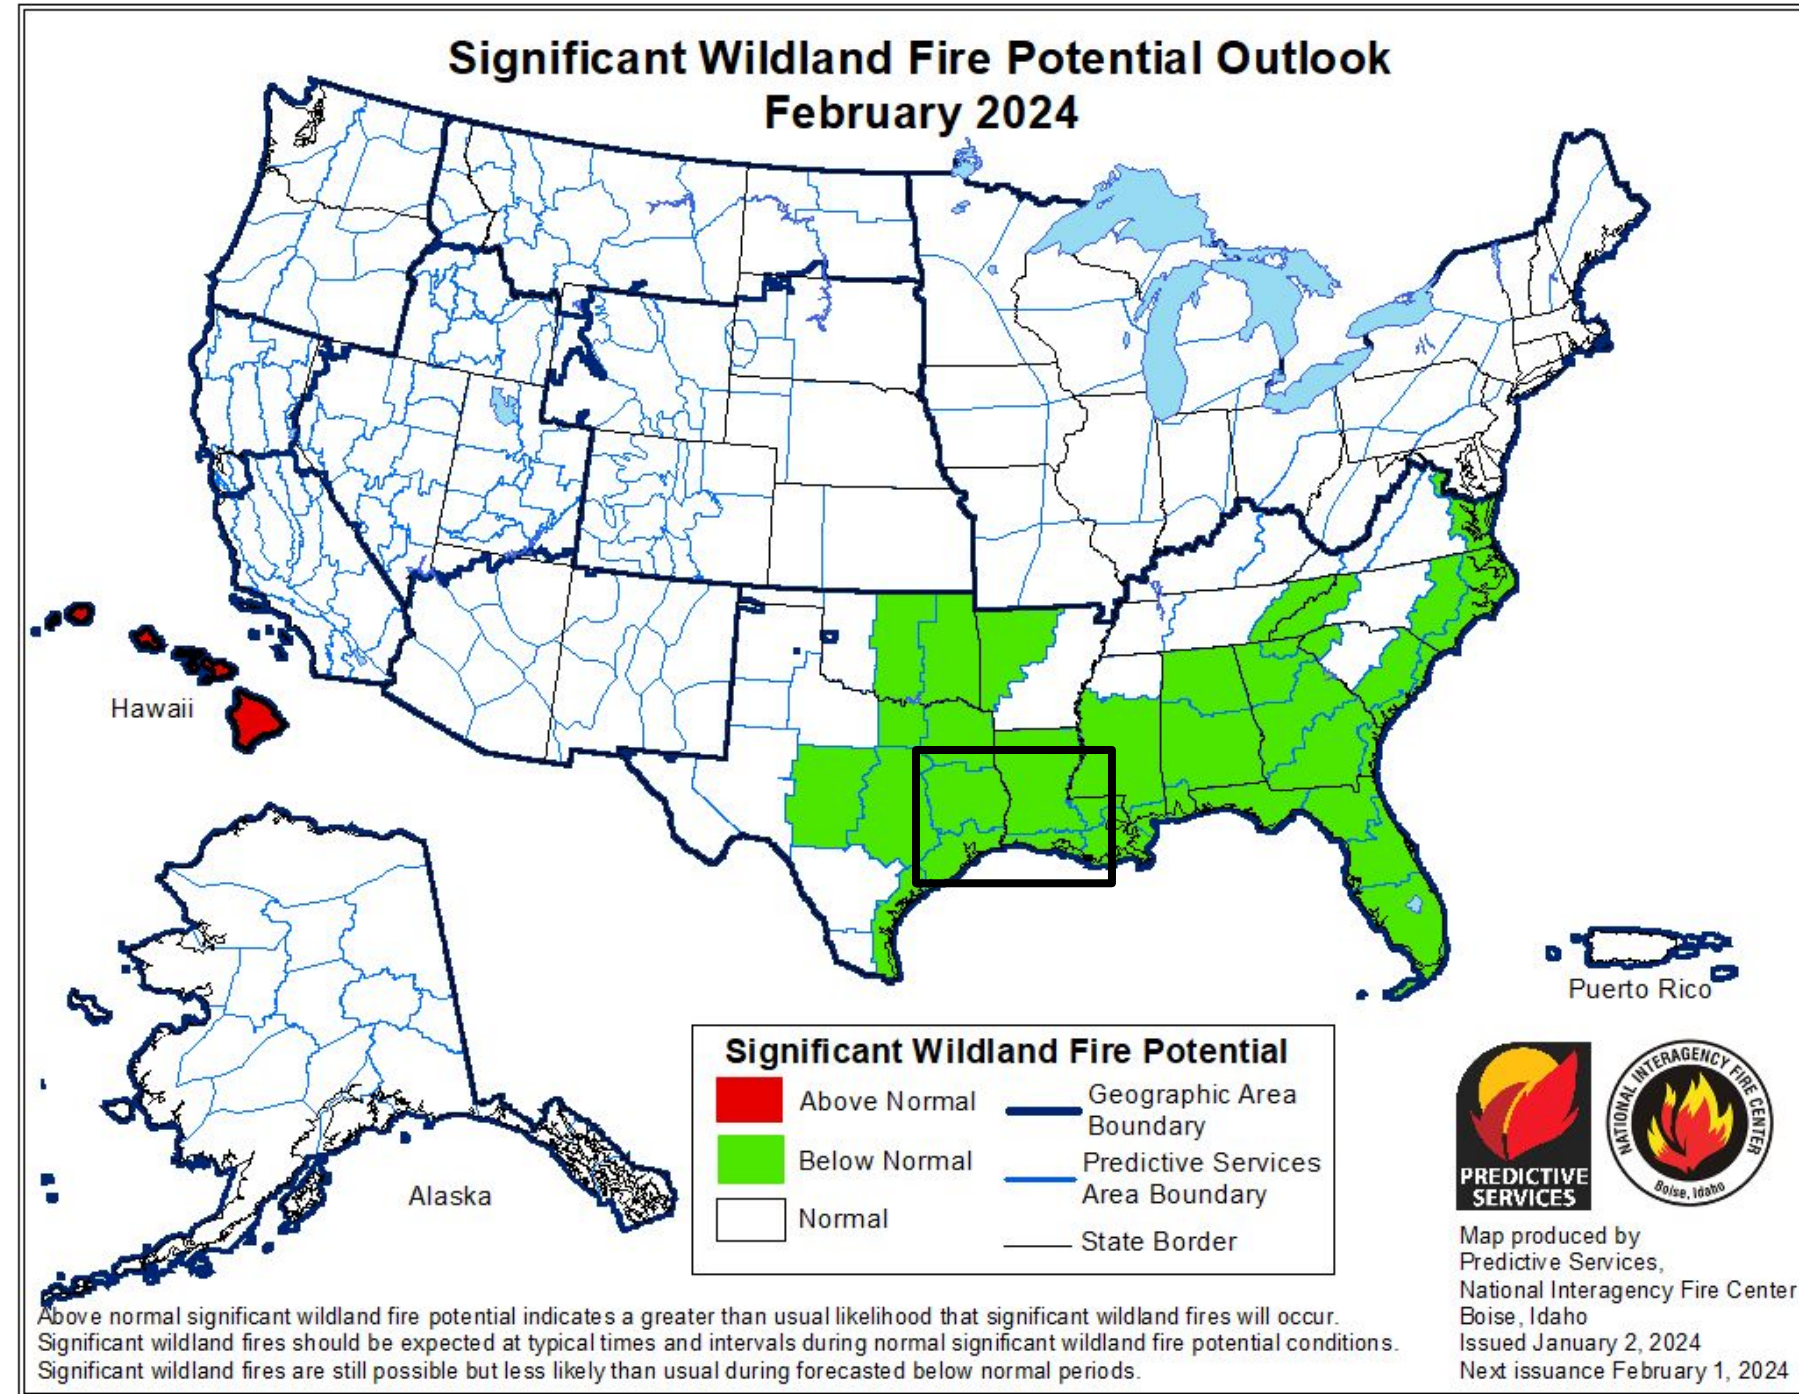 Significant Wildland Fire Potential Outlook
February 2024
Hawaii
Alaska
Puerto Rico
Significant Wildland Fire Potential
Above Normal
Below Normal
Normal
Geographic Area
Boundary
Predictive Services
Area Boundary
State Border
PREDICTIVE
SERVICES
NATIONAL INTERAGENCY FIRE CENTER
Boise, Idaho
Map produced by
Predictive Services,
National Interagency Fire Center
Boise, Idaho
Issued January 2, 2024
Next issuance February 1, 2024
Above normal significant wildland fire potential indicates a greater than usual likelihood that significant wildland fires will occur.
Significant wildland fires should be expected at typical times and intervals during normal significant wildland fire potential conditions.
Significant wildland fires are still possible but less likely than usual during forecasted below normal periods.